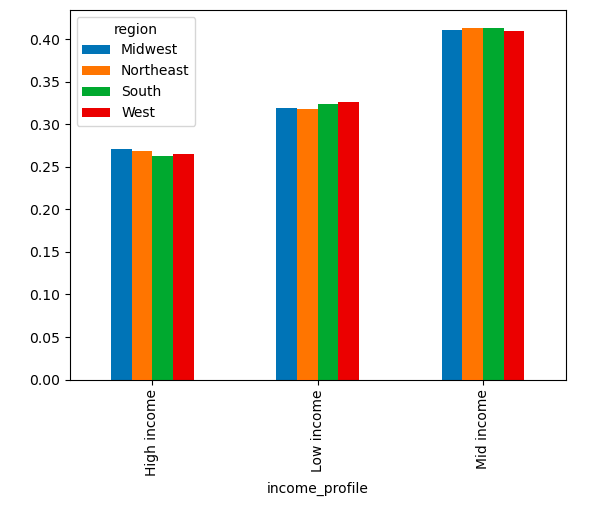 region
Midwest
Northeast
South
West
0.40
0.35
0.30
0.25
0.20
0.15
0.10
0.05
0.00
High income
Low income
Mid income
income_profile